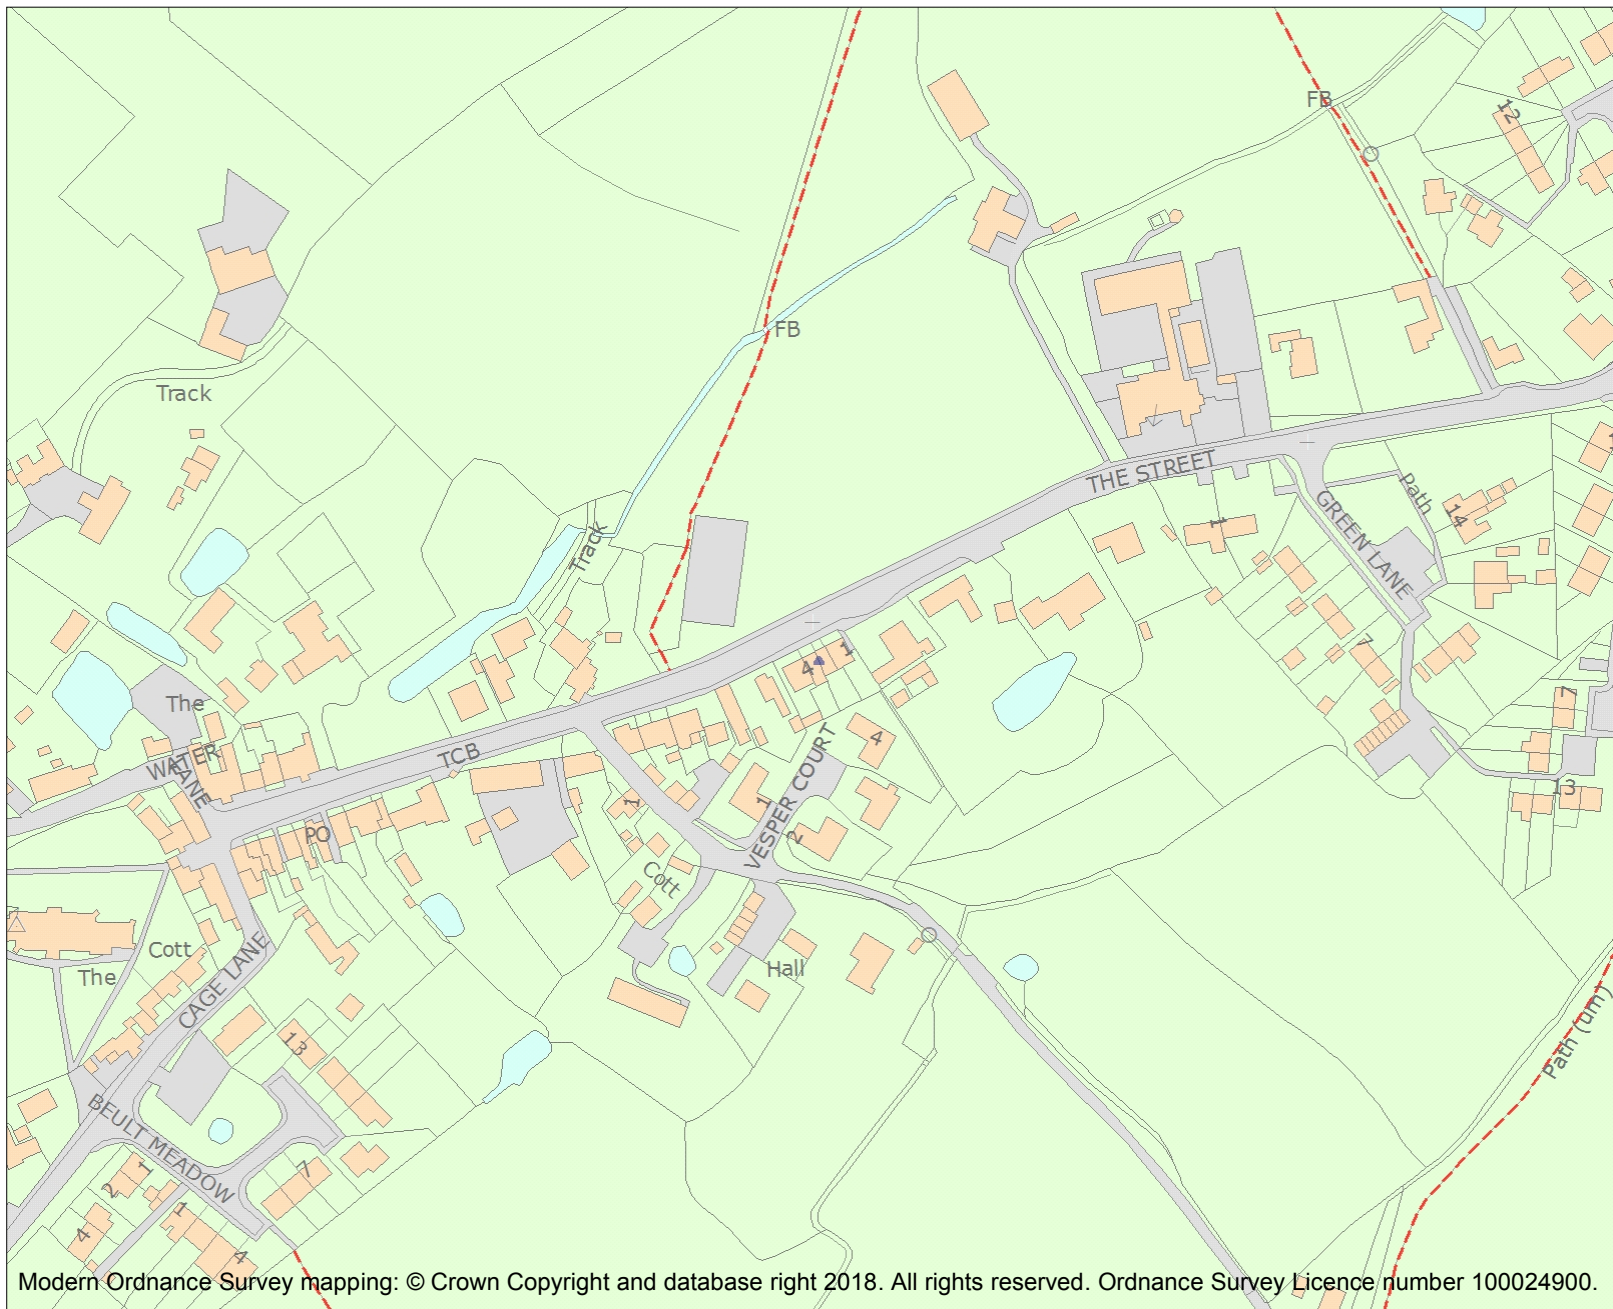 FB
12
FB
Track
THE STREET
1
Path
14
1
GREEN LANE
Track
7
1
4
The
7
WATER
LANE
TCB
4
VESPER COURT
1
1
2
13
PO
Cott
Cott
The
Hall
CAGE LANE
13
Path (um)
BEULT MEADOW
1
2
7
1
4
4
Modern Ordnance Survey mapping: © Crown Copyright and database right 2018. All rights reserved. Ordnance Survey Licence number 100024900.